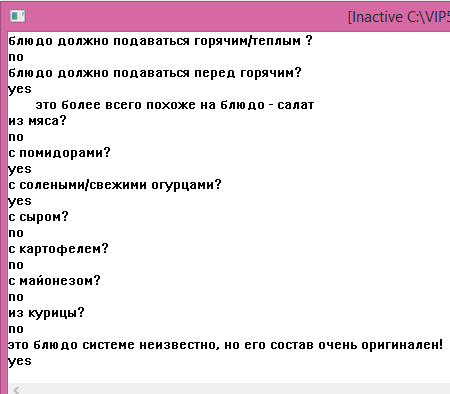 [Inactive C:\VIP5
блюдо должно подаваться горячим/теплым ?
no
блюдо должно подаваться перед горячим?
yes
это более всего похоже на блюдо - салат
из мяса?
no
с помидорами?
yes
с солеными/свежими огурцами?
yes
с сыром?
no
с картофелем?
no
с майонезом?
no
из курицы?
no
это блюдо системе неизвестно, но его состав очень оригинален!
yes